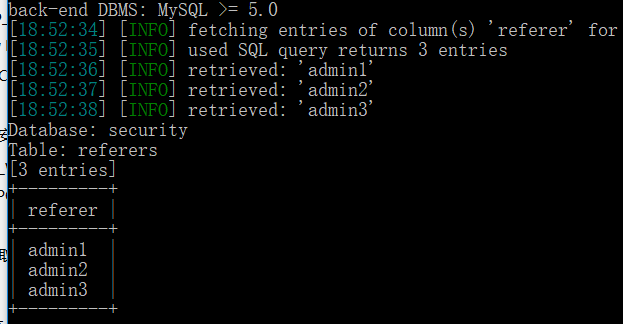 back-end DBMS: MySQL >= 5.0
[18:52:34] [INFO] fetching entries of column(s) 'referer' for
[18:52:35] [INFO] used SQL query returns 3 entries
[18:52:36] [INFO] retrieved: 'admin1'
[18:52:37] [INFO] retrieved: 'admin2'
[18:52:38] [INFO] retrieved: 'admin3'
Database: security
Table: referers
[3 entries]
+---------+
| referer |
+---------+
| admin1  |
| admin2  |
| admin3  |
+---------+